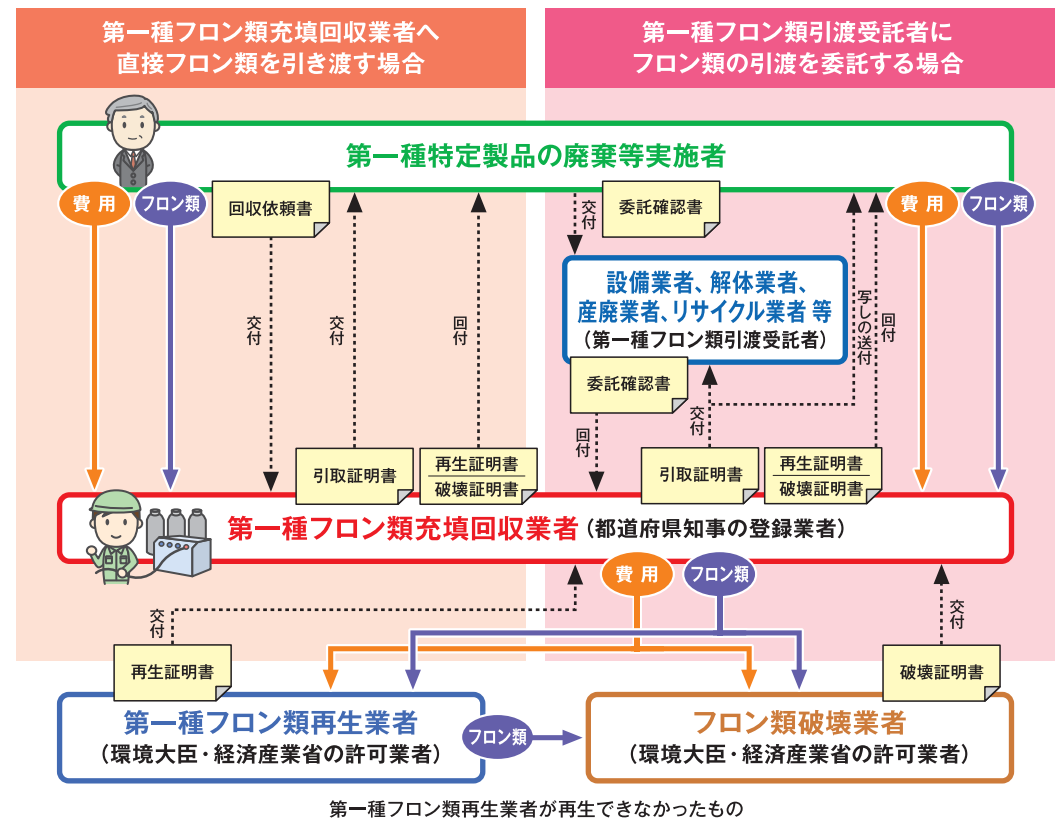 第一種フロン類充填回収業者へ
直接フロン類を引き渡す場合
第一種フロン類引渡受託者に
フロン類の引渡を委託する場合
第一種特定製品の廃棄等実施者
費用
フロン類
回収依頼書
委託確認書
費用
フロン類
交付
交付
回付
交付
設備業者、解体業者、
産廃業者、リサイクル業者 等
（第一種フロン類引渡受託者）
写しの送付
回付
委託確認書
回付
交付
引取証明書
再生証明書
破壊証明書
引取証明書
再生証明書
破壊証明書
第一種フロン類充填回収業者（都道府県知事の登録業者）
費用
フロン類
交付
交付
再生証明書
破壊証明書
第一種フロン類再生業者
（環境大臣・経済産業省の許可業者）
フロン類
フロン類破壊業者
（環境大臣・経済産業省の許可業者）
第一種フロン類再生業者が再生できなかったもの